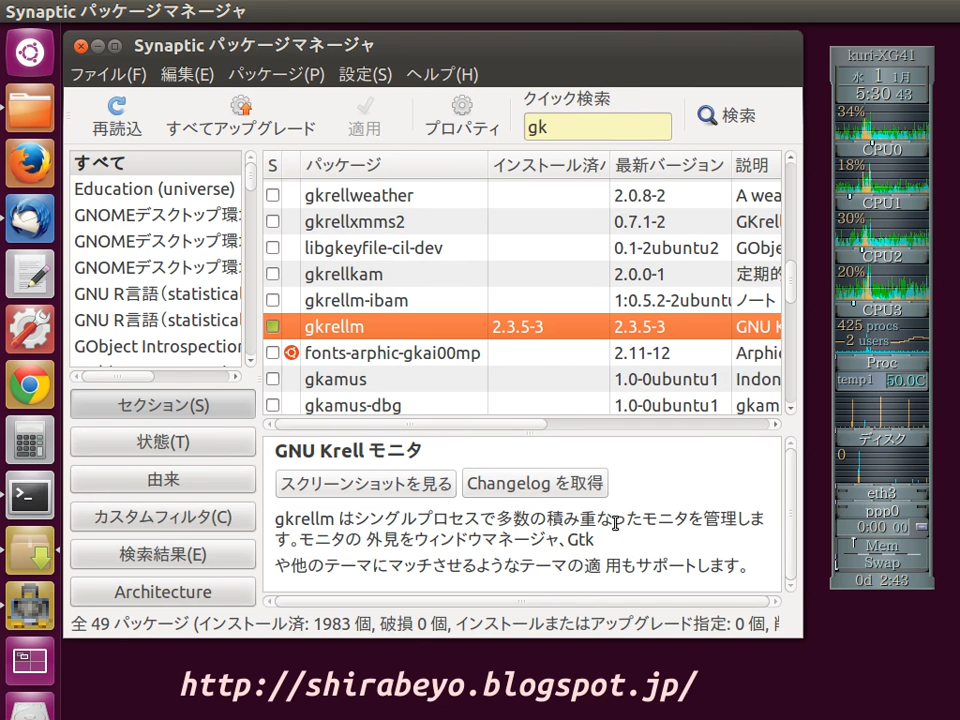 Synaptic パッケージマネージャ
Synaptic パッケージマネージャ
ファイル(F) 編集(E) パッケージ(P) 設定(S) ヘルプ(H)
再読込 すべてアップグレード 適用 プロパティ クイック検索 検索
gk
すべて
Education (universe)
GNOMEデスクトップ環
GNOMEデスクトップ環
GNOMEデスクトップ環
GNU R言語 (statistical
GNU R言語 (statistical
GObject Introspection
セクション(S)
状態(T)
由来
カスタムフィルタ(C)
検索結果(E)
Architecture
S パッケージ インストール済 最新バージョン 説明
gkrellweather 2.0.8-2 A wea
gkrellxmms2 0.7.1-2 GKrel
libgkeyfile-cil-dev 0.1-2ubuntu2 GObje
gkrellkam 2.0.0-1 定期的
gkrellm-ibam 1:0.5.2-2ubuntu ノート
gkrellm 2.3.5-3 2.3.5-3 GNU K
fonts-arphic-gkai00mp 2.11-12 Arphic
gkamus 1.0-0ubuntu1 Indon
gkamus-dbg 1.0-0ubuntu1 gkam
GNU Krell モニタ
スクリーンショットを見る Changelog を取得
gkrellm はシングルプロセスで多数の積み重なったモニタを管理しま
す。モニタの 外見をウィンドウマネージャ、Gtk
や他のテーマにマッチさせるようなテーマの適 用もサポートします。
全 49 パッケージ (インストール済: 1983 個, 破損 0 個, インストールまたはアップグレード指定: 0 個, 削
kuri-XG41
水 1 1月
5:30 43
34%
CPU0
18%
CPU1
30%
CPU2
20%
CPU3
425 procs
2 users
Proc
temp1 50.0C
ディスク
0
eth3
ppp0
0:00 00
Mem
Swap
0d 2:43
http://shirabeyo.blogspot.jp/